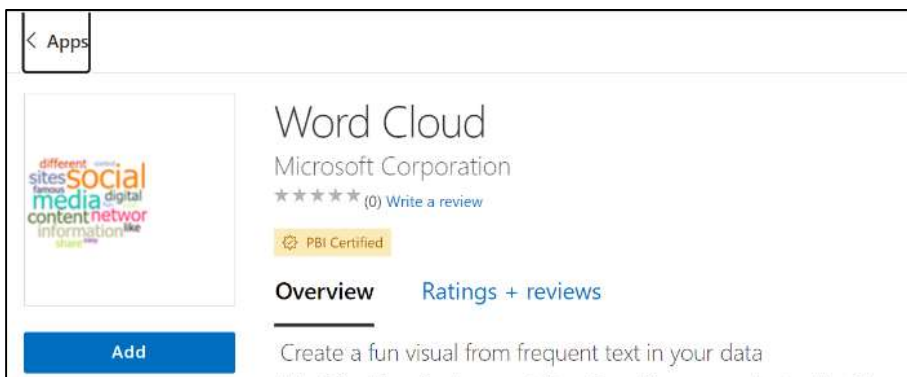 < Apps
Word Cloud
Microsoft Corporation
(0) Write a review
PBI Certified
Overview Ratings + reviews
Add
Create a fun visual from frequent text in your data
different
sites social
famous
media digital
content networ
information like
share